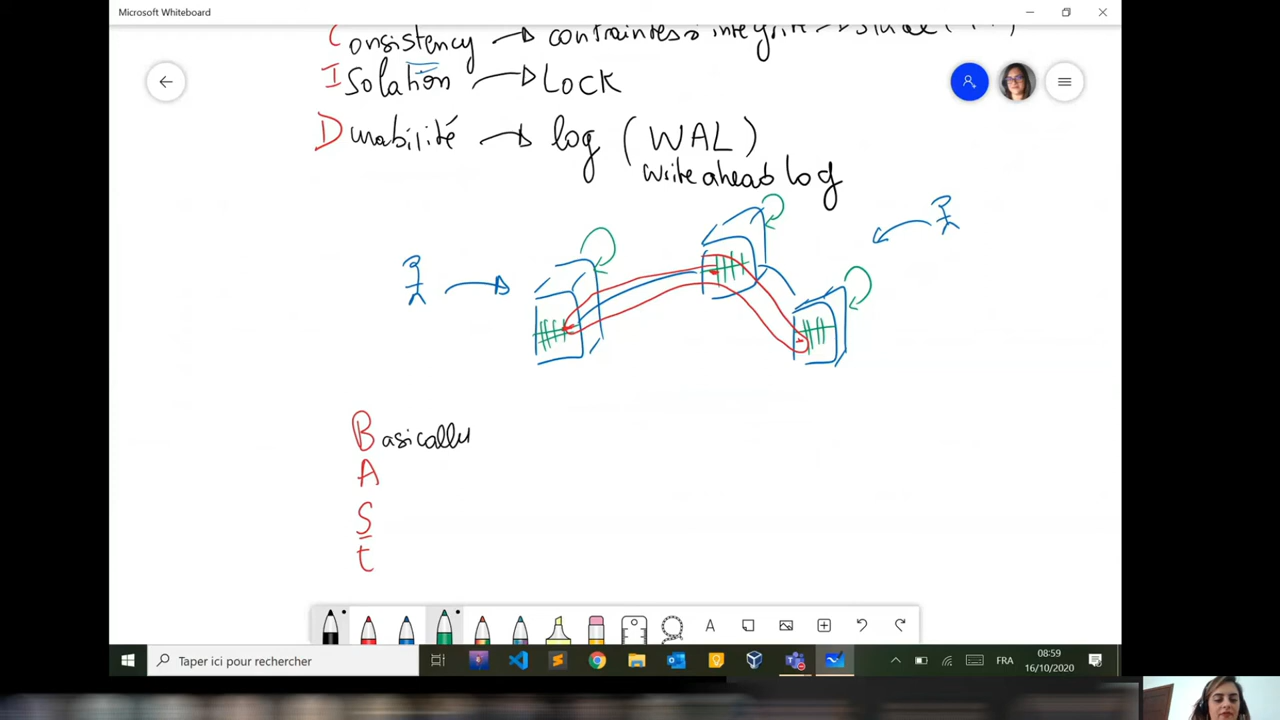 Microsoft Whiteboard
Consistency → contraintes
Isolation → Lock
Durabilité → log (WAL)
write ahead log
Basically
A
S
t
A
Taper ici pour rechercher
FRA
08:59
16/10/2020